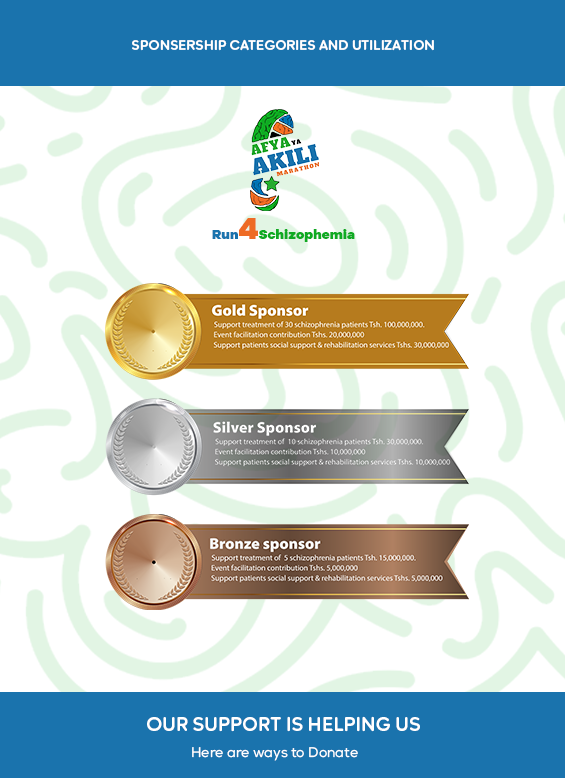 SPONSERSHIP CATEGORIES AND UTILIZATION
AFYA YA
AKILI
MARATHON
Run4Schizophemia
Gold Sponsor
Support treatment of 30 schizophrenia patients Tsh. 100,000,000.
Event facilitation contribution Tshs. 20,000,000
Support patients social support & rehabilitation services Tshs. 30,000,000
Silver Sponsor
Support treatment of 10 schizophrenia patients Tsh. 30,000,000.
Event facilitation contribution Tshs. 10,000,000
Support patients social support & rehabilitation services Tshs. 10,000,000
Bronze sponsor
Support treatment of 5 schizophrenia patients Tsh. 15,000,000.
Event facilitation contribution Tshs. 5,000,000
Support patients social support & rehabilitation services Tshs. 5,000,000
OUR SUPPORT IS HELPING US
Here are ways to Donate